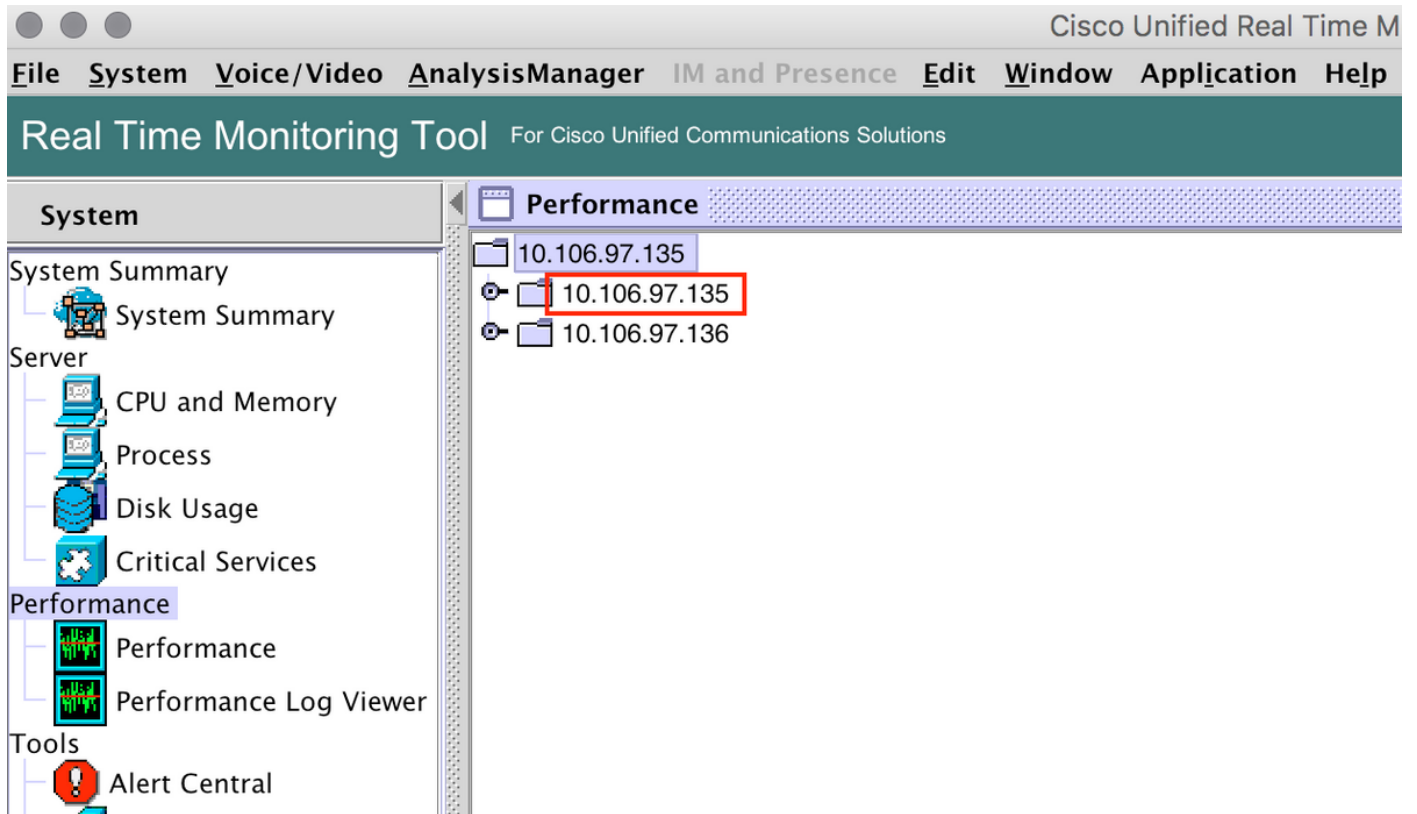 Cisco Unified Real Time M
File System Voice/Video AnalysisManager IM and Presence Edit Window Application Help
Real Time Monitoring Tool For Cisco Unified Communications Solutions
System
System Summary
System Summary
Server
CPU and Memory
Process
Disk Usage
Critical Services
Performance
Performance
Performance Log Viewer
Tools
Alert Central
Performance
10.106.97.135
10.106.97.135
10.106.97.136